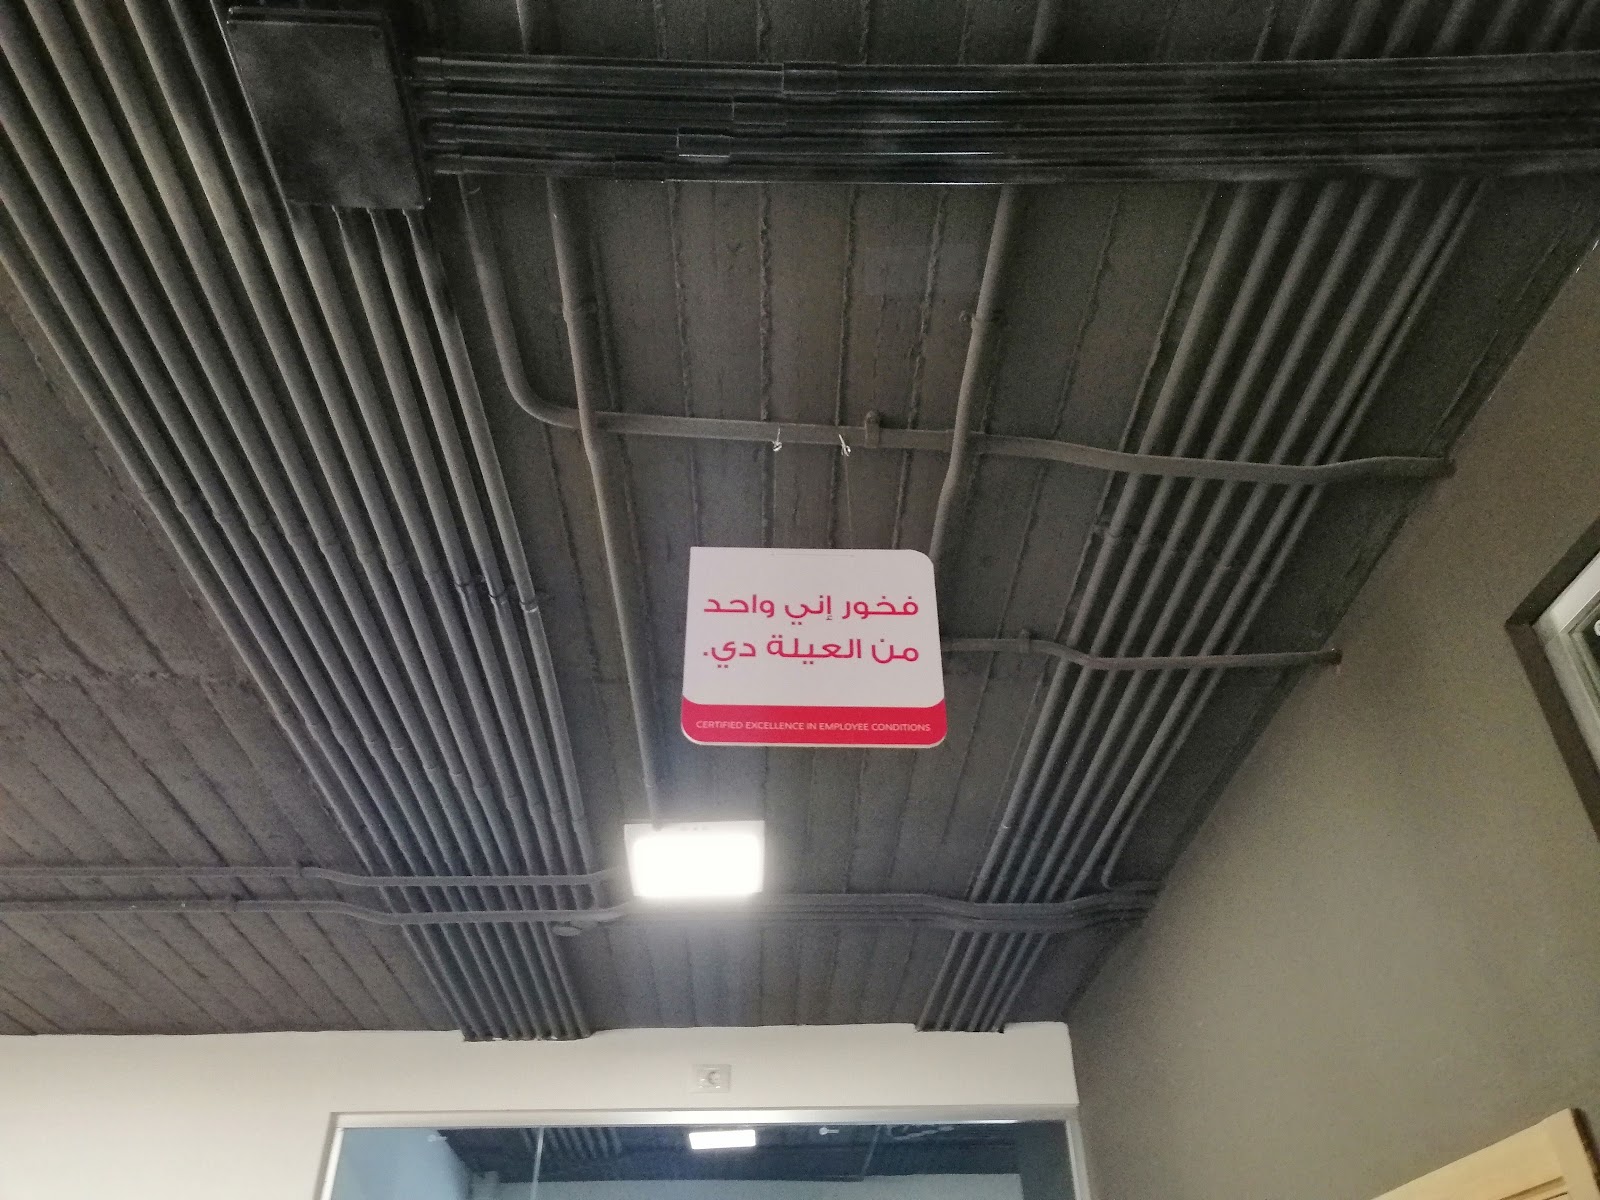 فخور إني واحد
من العيلة دي.
CERTIFIED EXCELLENCE IN EMPLOYEE CONDITIONS